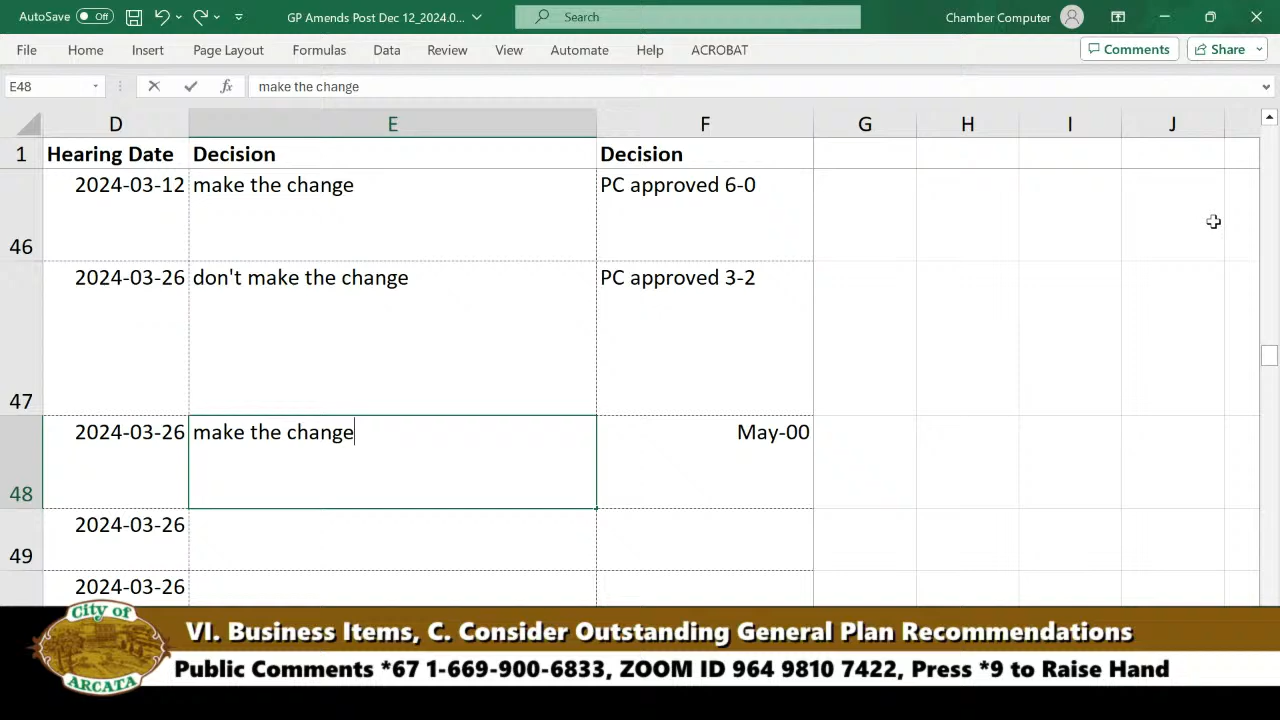 AutoSave Off GP Amends Post Dec 12_2024.0... Search Chamber Computer
File Home Insert Page Layout Formulas Data Review View Automate Help ACROBAT Comments Share
E48 fx make the change
D E F G H I J
1 Hearing Date Decision Decision
2024-03-12 make the change PC approved 6-0
46
2024-03-26 don't make the change PC approved 3-2
47
2024-03-26 make the change May-00
48
2024-03-26
49
2024-03-26
City of
ARCATA
VI. Business Items, C. Consider Outstanding General Plan Recommendations
Public Comments *67 1-669-900-6833, ZOOM ID 964 9810 7422, Press *9 to Raise Hand